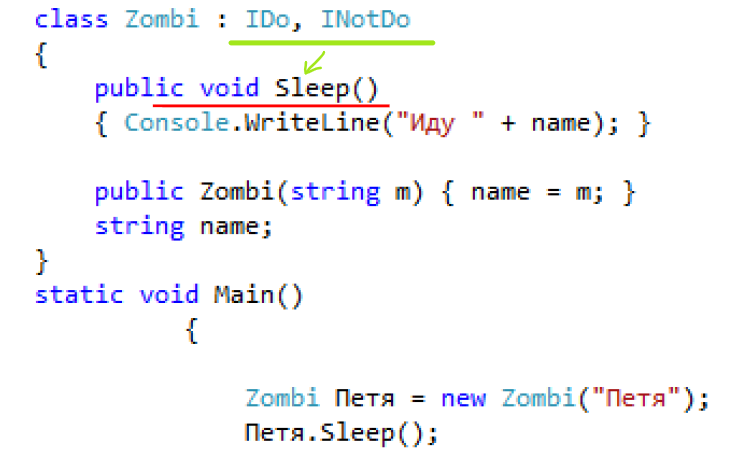 class Zombi : IDo, INotDo
{
public void Sleep()
{ Console.WriteLine("Иду " + name); }
public Zombi(string m) { name = m; }
string name;
}
static void Main()
{
Zombi Петя = new Zombi("Петя");
Петя.Sleep();